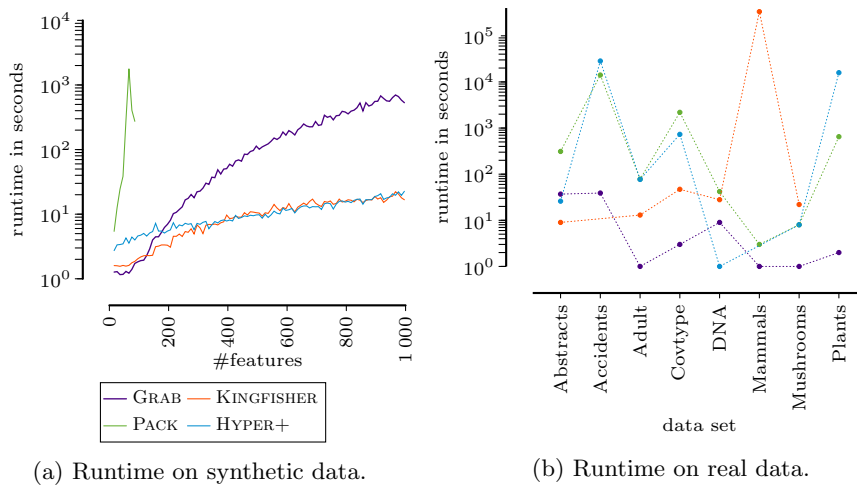 10^4
10^3
10^2
10^1
10^0
runtime in seconds
0
200
400
600
800
1 000
#features
GRAB
KINGFISHER
PACK
HYPER+
(a) Runtime on synthetic data.
10^5
10^4
10^3
10^2
10^1
10^0
runtime in seconds
Abstracts
Accidents
Adult
Covtype
DNA
Mammals
Mushrooms
Plants
data set
(b) Runtime on real data.